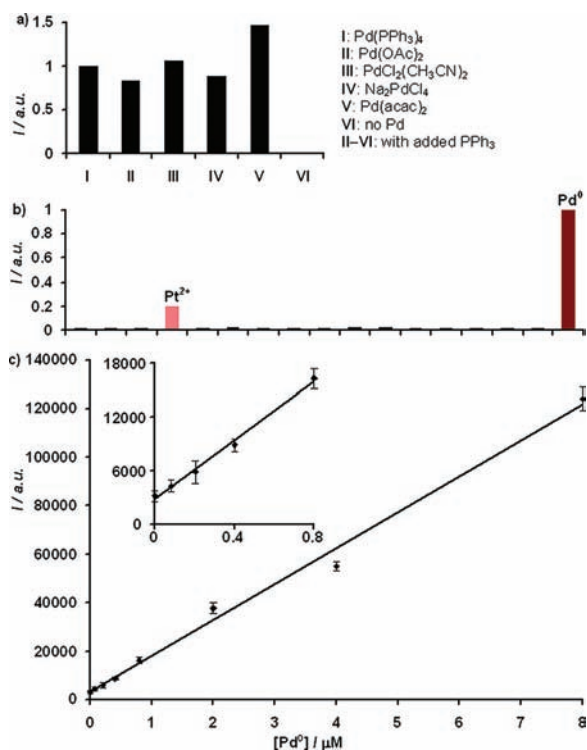 a)
1.5
1
0.5
0
I / a.u.
I II III IV V VI
I: Pd(PPh₃)₄
II: Pd(OAc)₂
III: PdCl₂(CH₃CN)₂
IV: Na₂PdCl₄
V: Pd(acac)₂
VI: no Pd
II–VI: with added PPh₃
b)
1
0.8
0.6
0.4
0.2
0
I / a.u.
Pt²⁺
Pd⁰
c)
140000
120000
100000
80000
60000
40000
20000
0
I / a.u.
18000
12000
6000
0
0 0.4 0.8
0 1 2 3 4 5 6 7 8
[Pd⁰] / µM